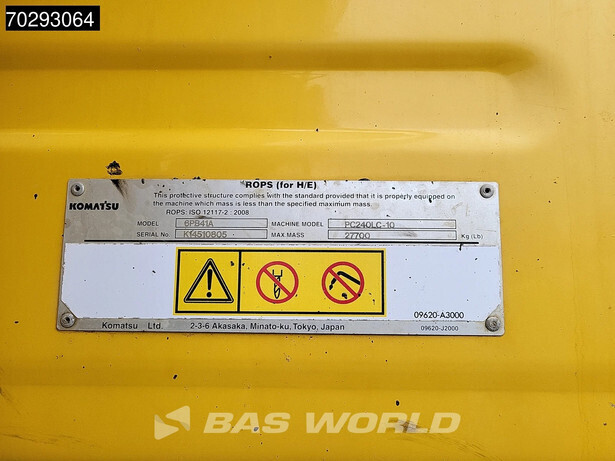 70293064
ROPS (for H/E)
This protective structure complies with the standard provided that it is properly equipped on
the machine which mass is less than the specified maximum mass.
KOMATSU
ROPS: ISO 12117-2 : 2008
MODEL 6PB41A MACHINE MODEL PC240LC-10
SERIAL No K14510805 MAX MASS 27700 Kg (Lb)
09620-A3000
Komatsu Ltd. 2-3-6 Akasaka, Minato-ku, Tokyo, Japan 09620-J2000
BAS WORLD